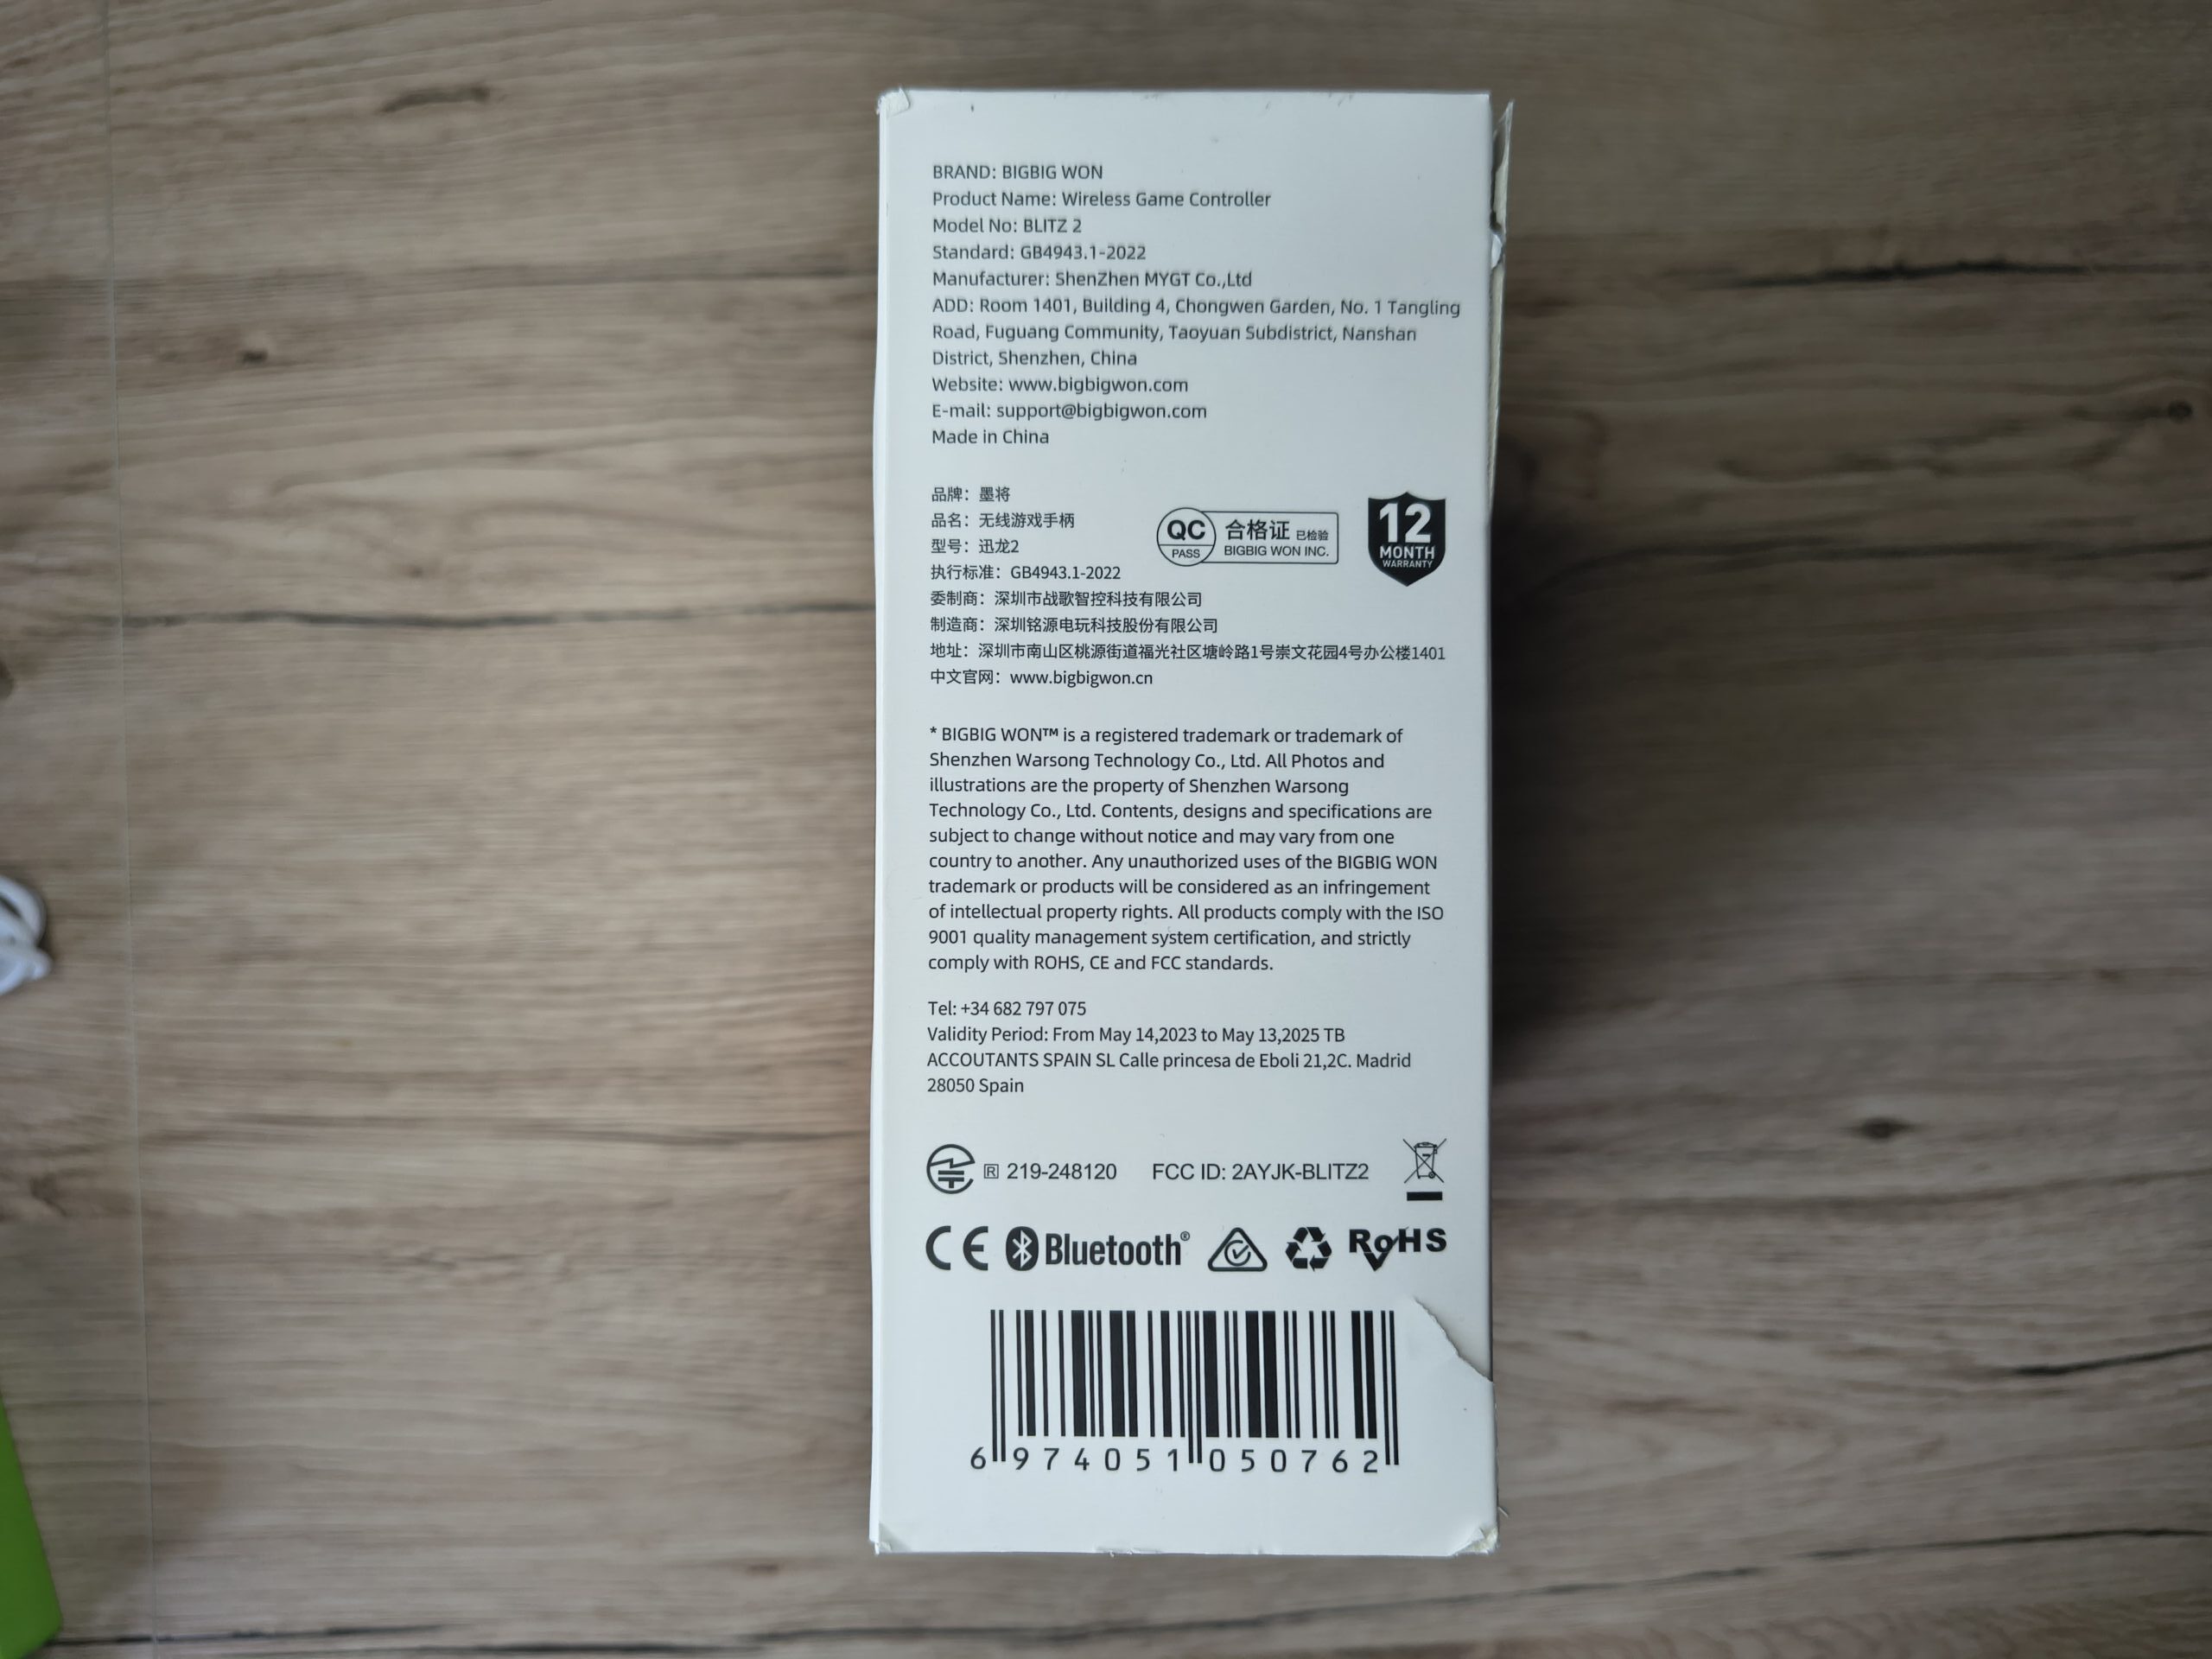 BRAND: BIGBIG WON
Product Name: Wireless Game Controller
Model No: BLITZ 2
Standard: GB4943.1-2022
Manufacturer: ShenZhen MYGT Co.,Ltd
ADD: Room 1401, Building 4, Chongwen Garden, No. 1 Tangling
Road, Fuguang Community, Taoyuan Subdistrict, Nanshan
District, Shenzhen, China
Website: www.bigbigwon.com
E-mail: support@bigbigwon.com
Made in China
品牌：墨将
品名：无线游戏手柄
型号：迅龙2
执行标准：GB4943.1-2022
委制商：深圳市战歌智控科技有限公司
制造商：深圳铭源电玩科技股份有限公司
地址：深圳市南山区桃源街道福光社区塘岭路1号崇文花园4号办公楼1401
中文官网：www.bigbigwon.cn
QC
PASS
合格证 已检验
BIGBIG WON INC.
12
MONTH
WARRANTY
* BIGBIG WON™ is a registered trademark or trademark of
Shenzhen Warsong Technology Co., Ltd. All Photos and
illustrations are the property of Shenzhen Warsong
Technology Co., Ltd. Contents, designs and specifications are
subject to change without notice and may vary from one
country to another. Any unauthorized uses of the BIGBIG WON
trademark or products will be considered as an infringement
of intellectual property rights. All products comply with the ISO
9001 quality management system certification, and strictly
comply with ROHS, CE and FCC standards.
Tel: +34 682 797 075
Validity Period: From May 14,2023 to May 13,2025 TB
ACCOUTANTS SPAIN SL Calle princesa de Eboli 21,2C. Madrid
28050 Spain
R 219-248120 FCC ID: 2AYJK-BLITZ2
CE Bluetooth® RoHS
6 974051 050762